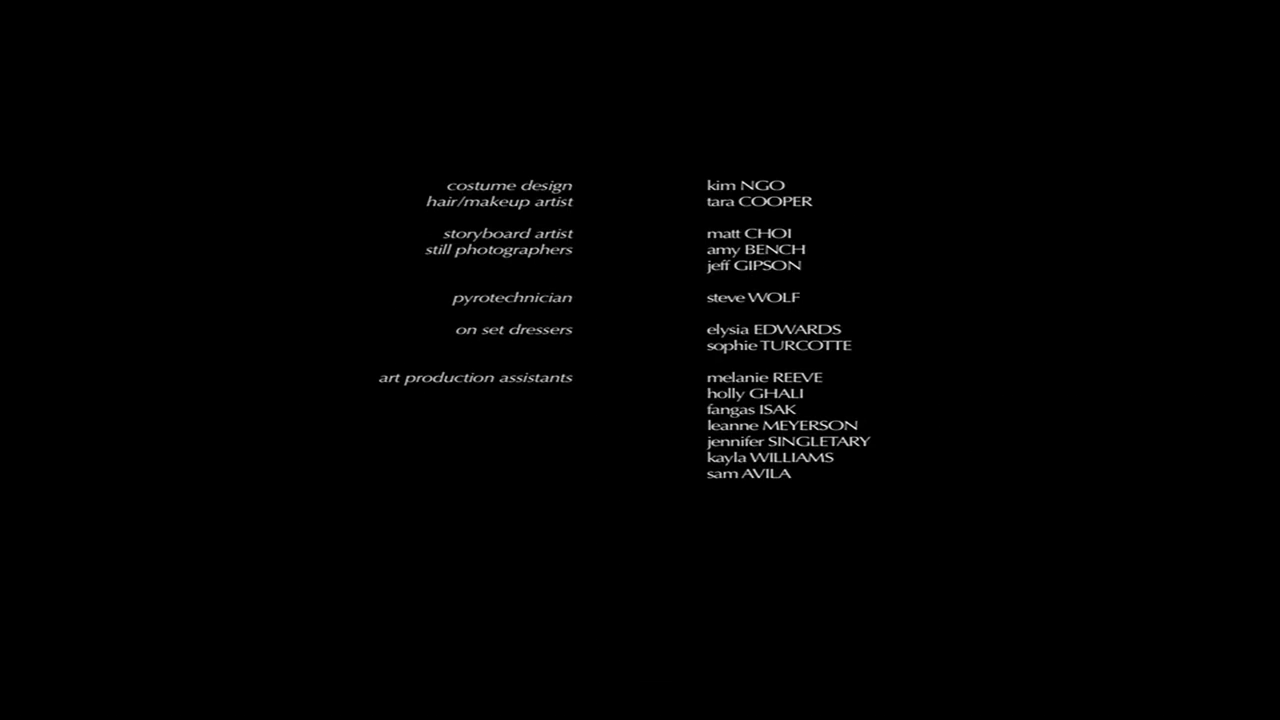 costume design kim NGO
hair/makeup artist tara COOPER
storyboard artist matt CHOI
still photographers amy BENCH
jeff GIPSON
pyrotechnician steve WOLF
on set dressers elysia EDWARDS
sophie TURCOTTE
art production assistants melanie REEVE
holly GHALI
fangas ISAK
leanne MEYERSON
jennifer SINGLETARY
kayla WILLIAMS
sam AVILA